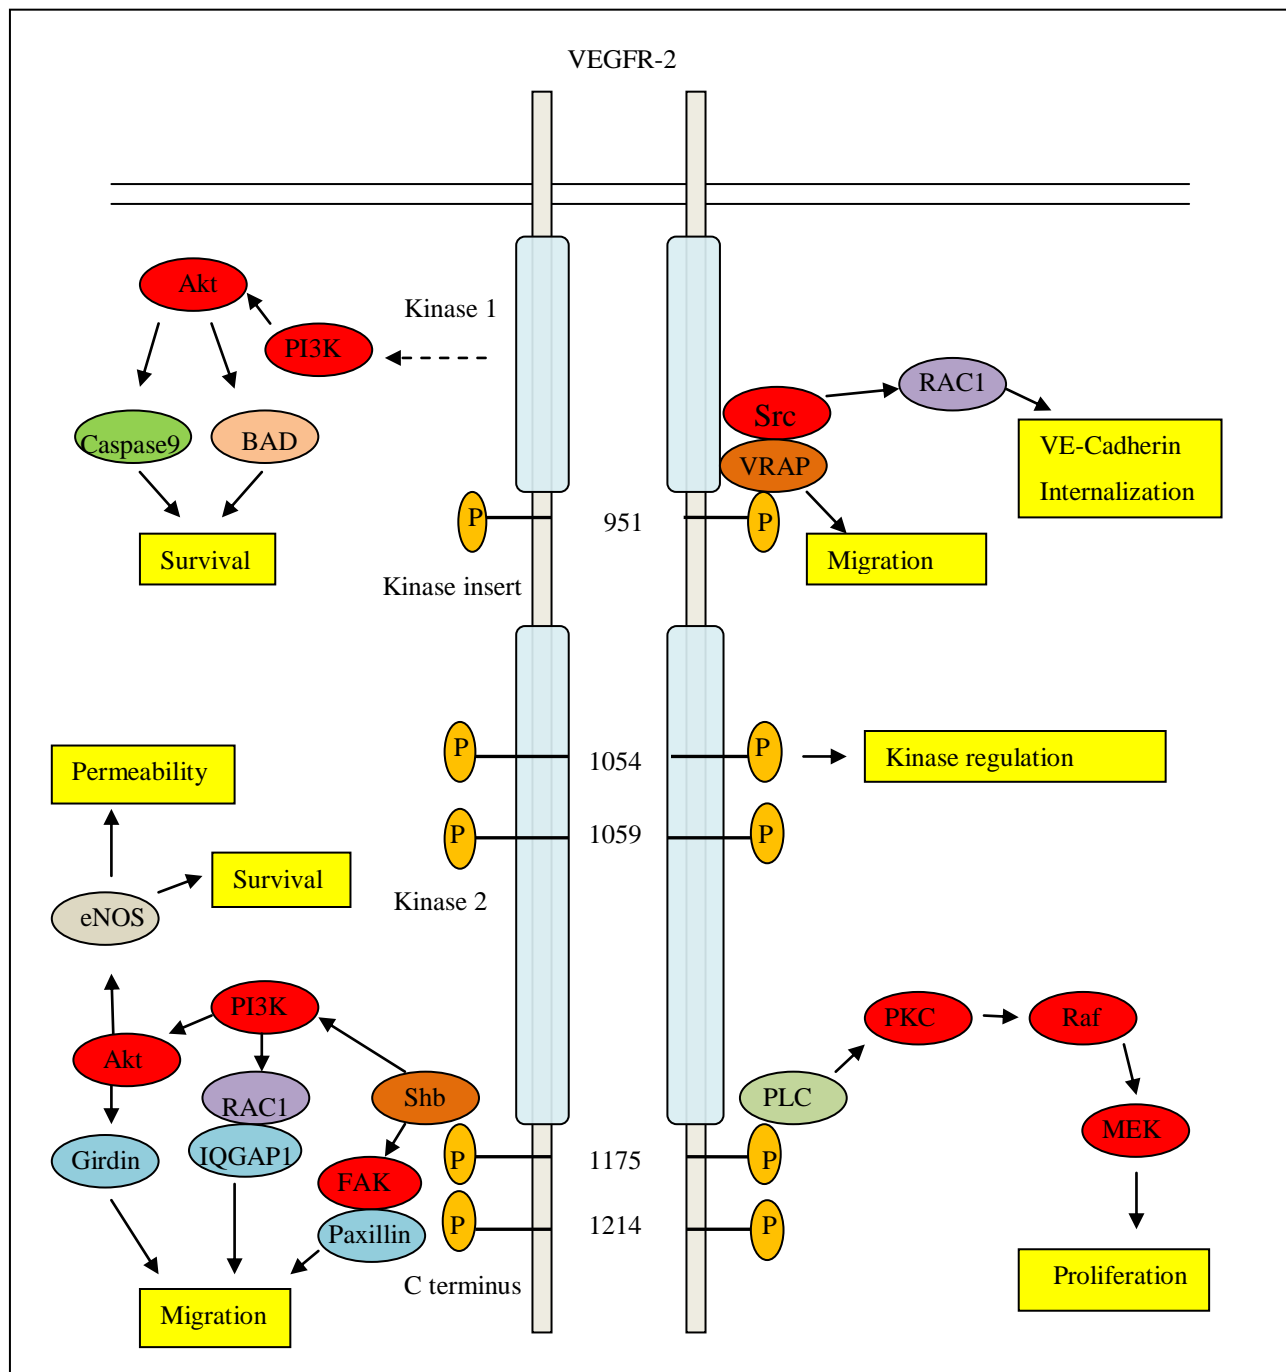 VEGFR-2
Akt
Kinase 1
PI3K
RAC1
Src
Caspase9
BAD
VRAP
VE-Cadherin
Internalization
P
951
P
Survival
Migration
Kinase insert
P
1054
P
Kinase regulation
Permeability
P
1059
P
Survival
Kinase 2
eNOS
PI3K
PKC
Raf
Akt
RAC1
Shb
PLC
MEK
Girdin
IQGAP1
P
1175
P
FAK
Paxillin
P
1214
P
C terminus
Proliferation
Migration